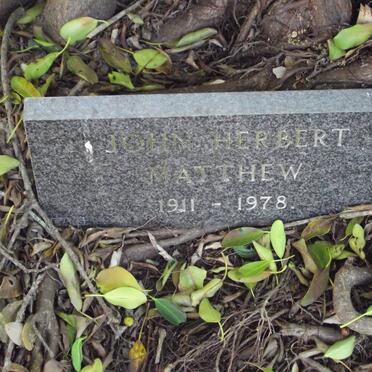 JOHN HERBERT
MATTHEW
1911 - 1978.